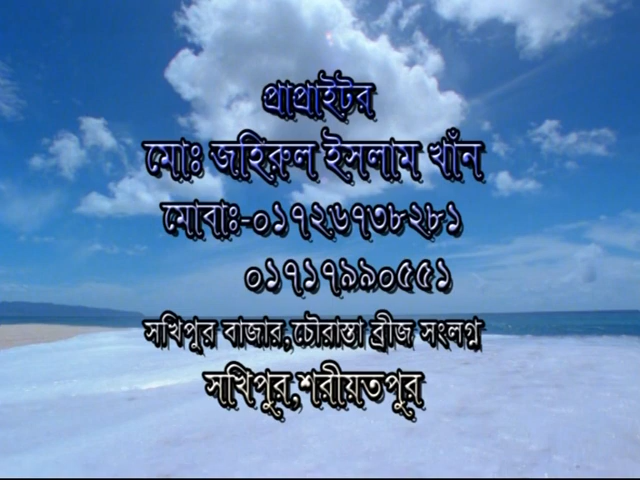 প্রাপ্রাইটর
মোঃ জহিরুল ইসলাম খাঁন
মোবাঃ-০১৭২৬৭৩৮২৮১
০১৭১৭৯৯০৫৫১
সখিপুর বাজার,চৌরাস্তা ব্রীজ সংলগ্ন
সখিপুর,শরীয়তপুর